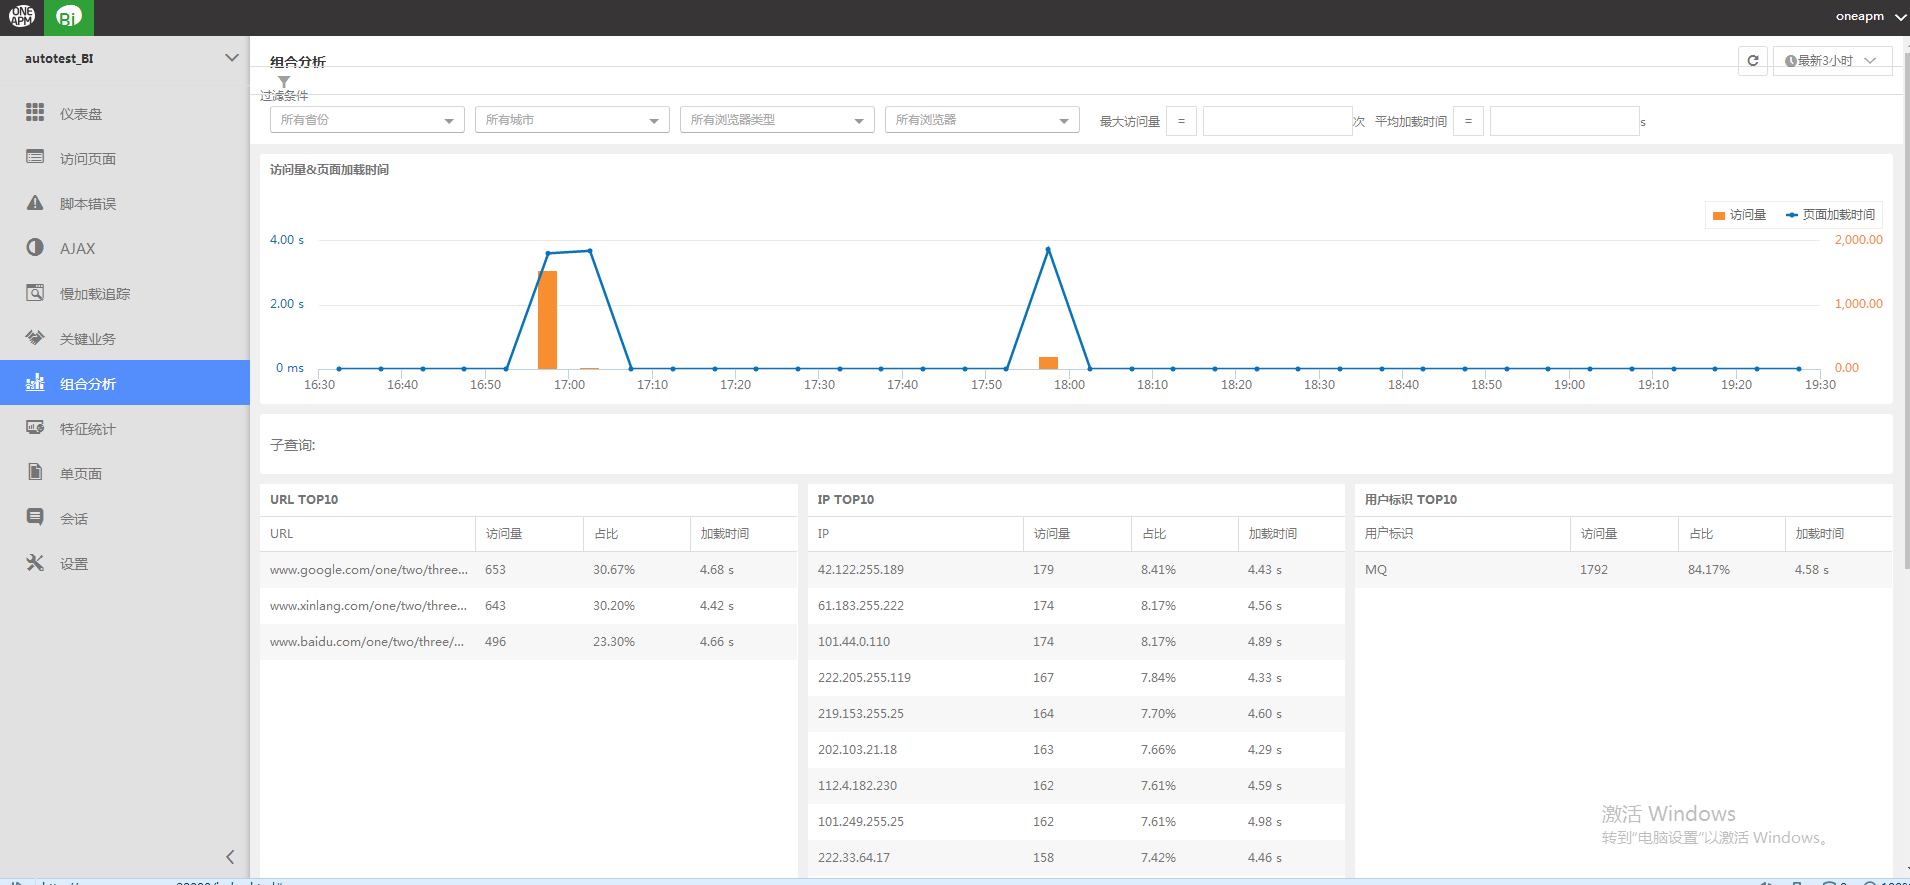 ONE APM
Bi
oneapm
autotest_BI
仪表盘
访问页面
脚本错误
AJAX
慢加载追踪
关键业务
组合分析
特征统计
单页面
会话
设置
组合分析
最新3小时
过滤条件
所有省份 所有城市 所有浏览器类型 所有浏览器 最大访问量 = 次 平均加载时间 = s
访问量&页面加载时间
访问量 页面加载时间
4.00 s 2,000.00
2.00 s 1,000.00
0 ms 0.00
16:30 16:40 16:50 17:00 17:10 17:20 17:30 17:40 17:50 18:00 18:10 18:20 18:30 18:40 18:50 19:00 19:10 19:20 19:30
子查询:
URL TOP10
URL 访问量 占比 加载时间
www.google.com/one/two/three... 653 30.67% 4.68 s
www.xinlang.com/one/two/three... 643 30.20% 4.42 s
www.baidu.com/one/two/three/... 496 23.30% 4.66 s
IP TOP10
IP 访问量 占比 加载时间
42.122.255.189 179 8.41% 4.43 s
61.183.255.222 174 8.17% 4.56 s
101.44.0.110 174 8.17% 4.89 s
222.205.255.119 167 7.84% 4.33 s
219.153.255.25 164 7.70% 4.60 s
202.103.21.18 163 7.66% 4.29 s
112.4.182.230 162 7.61% 4.59 s
101.249.255.25 162 7.61% 4.98 s
222.33.64.17 158 7.42% 4.46 s
用户标识 TOP10
用户标识 访问量 占比 加载时间
MQ 1792 84.17% 4.58 s
激活 Windows
转到"电脑设置"以激活 Windows。